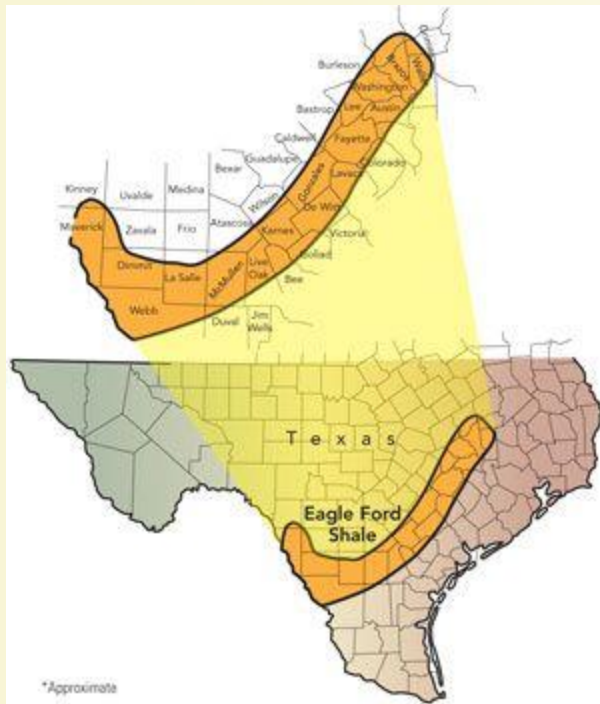 Burleson
Brazos
Washington
Bastrop
Lee
Austin
Caldwell
Fayette
Guadalupe
Colorado
Bexar
Gonzales
Lavaca
Kinney
Uvalde
Medina
Wilson
De Witt
Maverick
Zavala
Frio
Atascosa
Karnes
Victoria
Goliad
Dimmit
La Salle
McMullen
Live
Oak
Bee
Webb
Duval
Jim
Wells
Texas
Eagle Ford
Shale
*Approximate